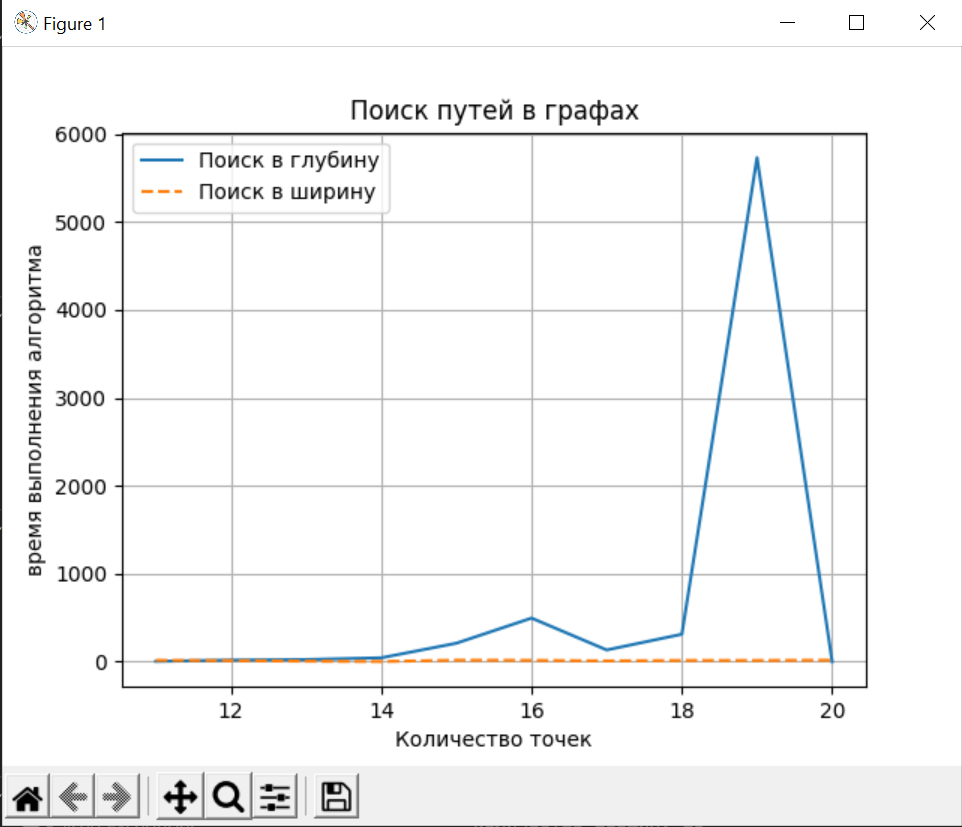 Figure 1
Поиск путей в графах
Поиск в глубину
Поиск в ширину
6000
5000
4000
3000
2000
1000
0
время выполнения алгоритма
12 14 16 18 20
Количество точек